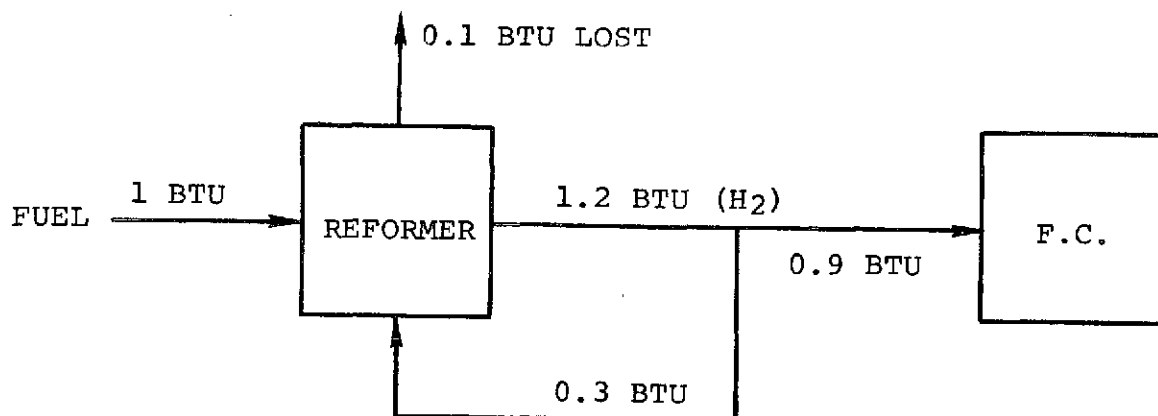 0.1 BTU LOST
FUEL
1 BTU
REFORMER
1.2 BTU (H2)
0.9 BTU
F.C.
0.3 BTU